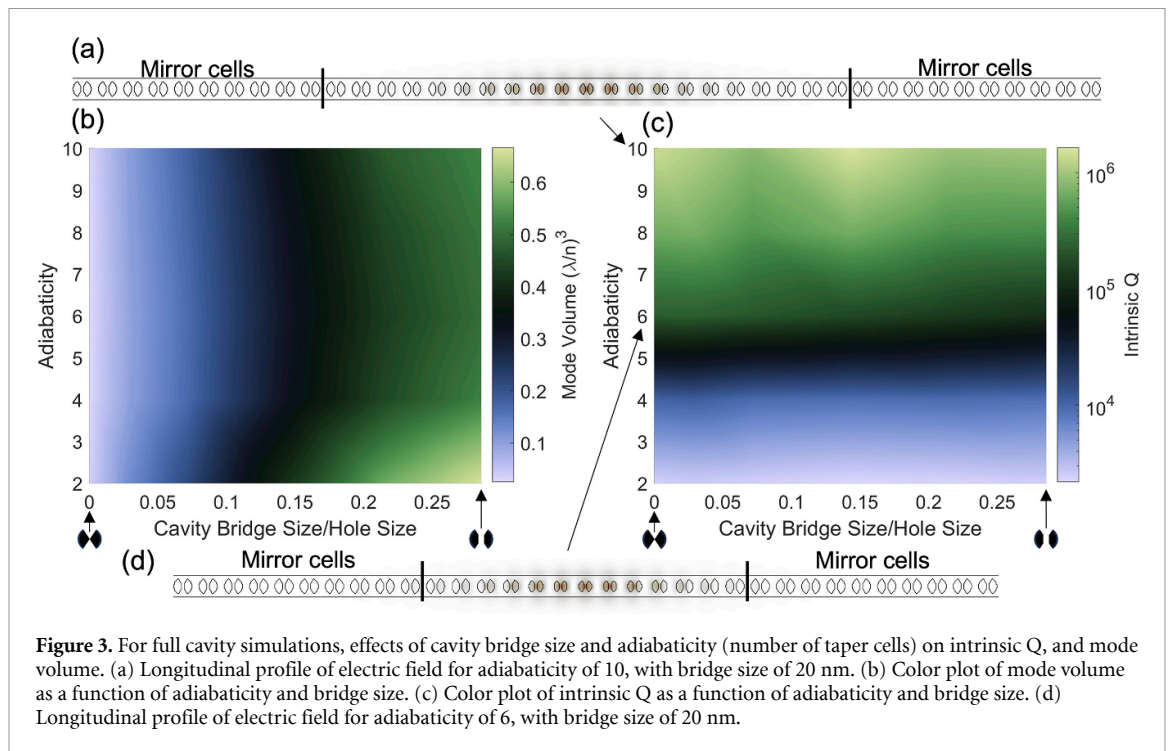 (a)
Mirror cells Mirror cells
(b) (c)
10 10
9 9
8 8
7 7
6 6
5 5
4 4
3 3
2 2
Adiabaticity Adiabaticity
0.6 10^6
0.5
0.4 10^5
0.3
0.2 10^4
0.1
Mode Volume (λ/n)^3 Intrinsic Q
0 0.05 0.1 0.15 0.2 0.25 0 0.05 0.1 0.15 0.2 0.25
Cavity Bridge Size/Hole Size Cavity Bridge Size/Hole Size
(d)
Mirror cells Mirror cells
Figure 3. For full cavity simulations, effects of cavity bridge size and adiabaticity (number of taper cells) on intrinsic Q, and mode
volume. (a) Longitudinal profile of electric field for adiabaticity of 10, with bridge size of 20 nm. (b) Color plot of mode volume
as a function of adiabaticity and bridge size. (c) Color plot of intrinsic Q as a function of adiabaticity and bridge size. (d)
Longitudinal profile of electric field for adiabaticity of 6, with bridge size of 20 nm.